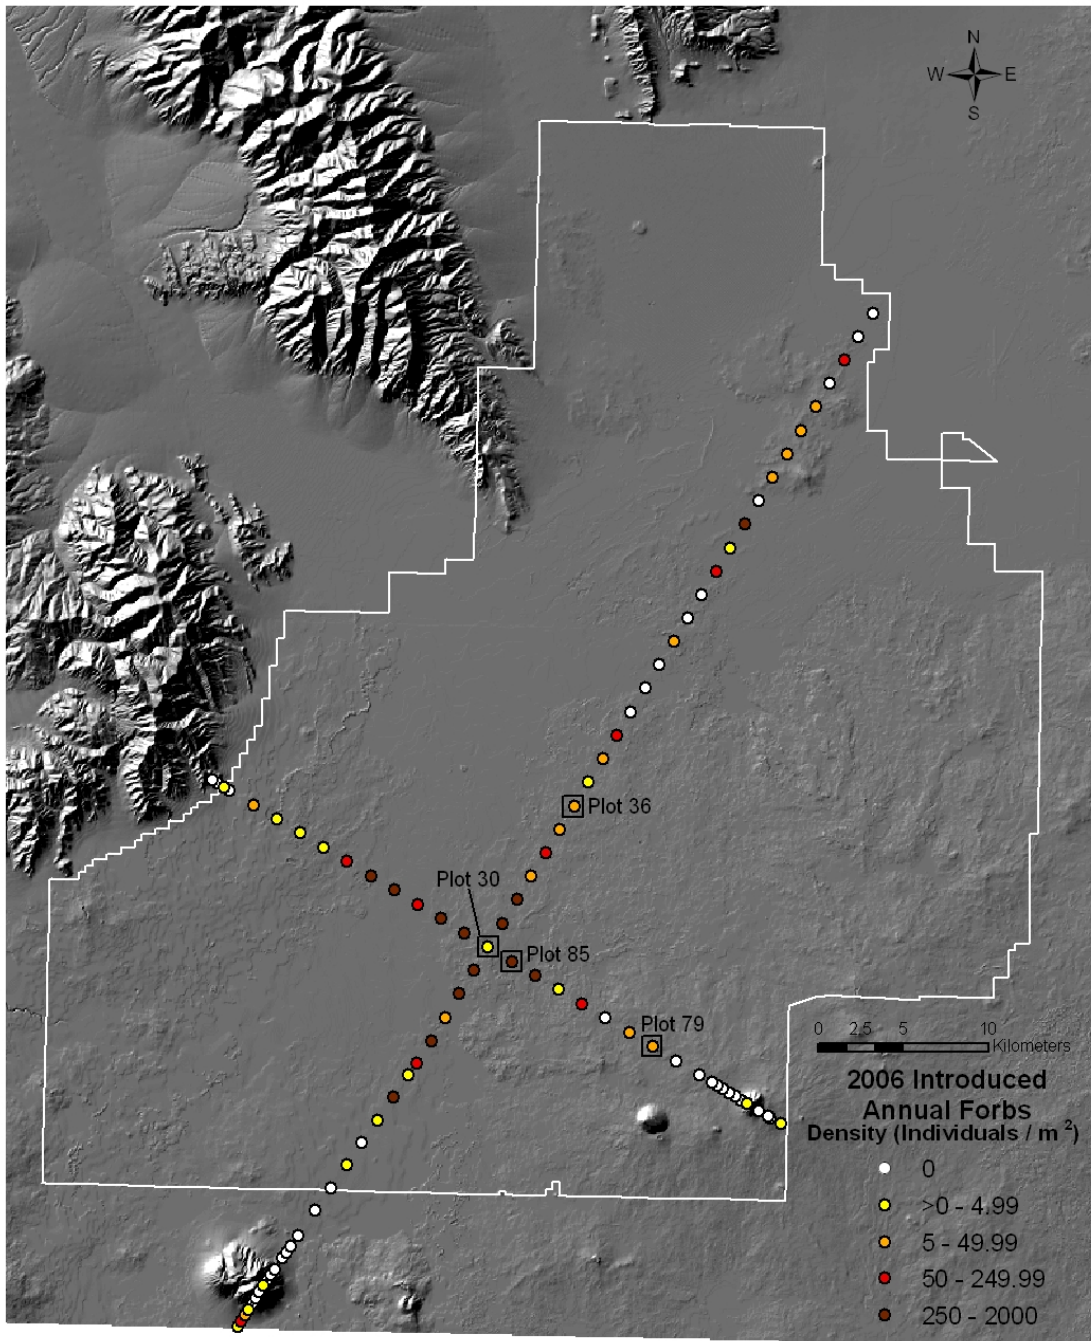 N
W E
S
Plot 36
Plot 30
Plot 85
Plot 79
0 2.5 5 10
Kilometers
2006 Introduced
Annual Forbs
Density (Individuals / m²)
0
>0 - 4.99
5 - 49.99
50 - 249.99
250 - 2000